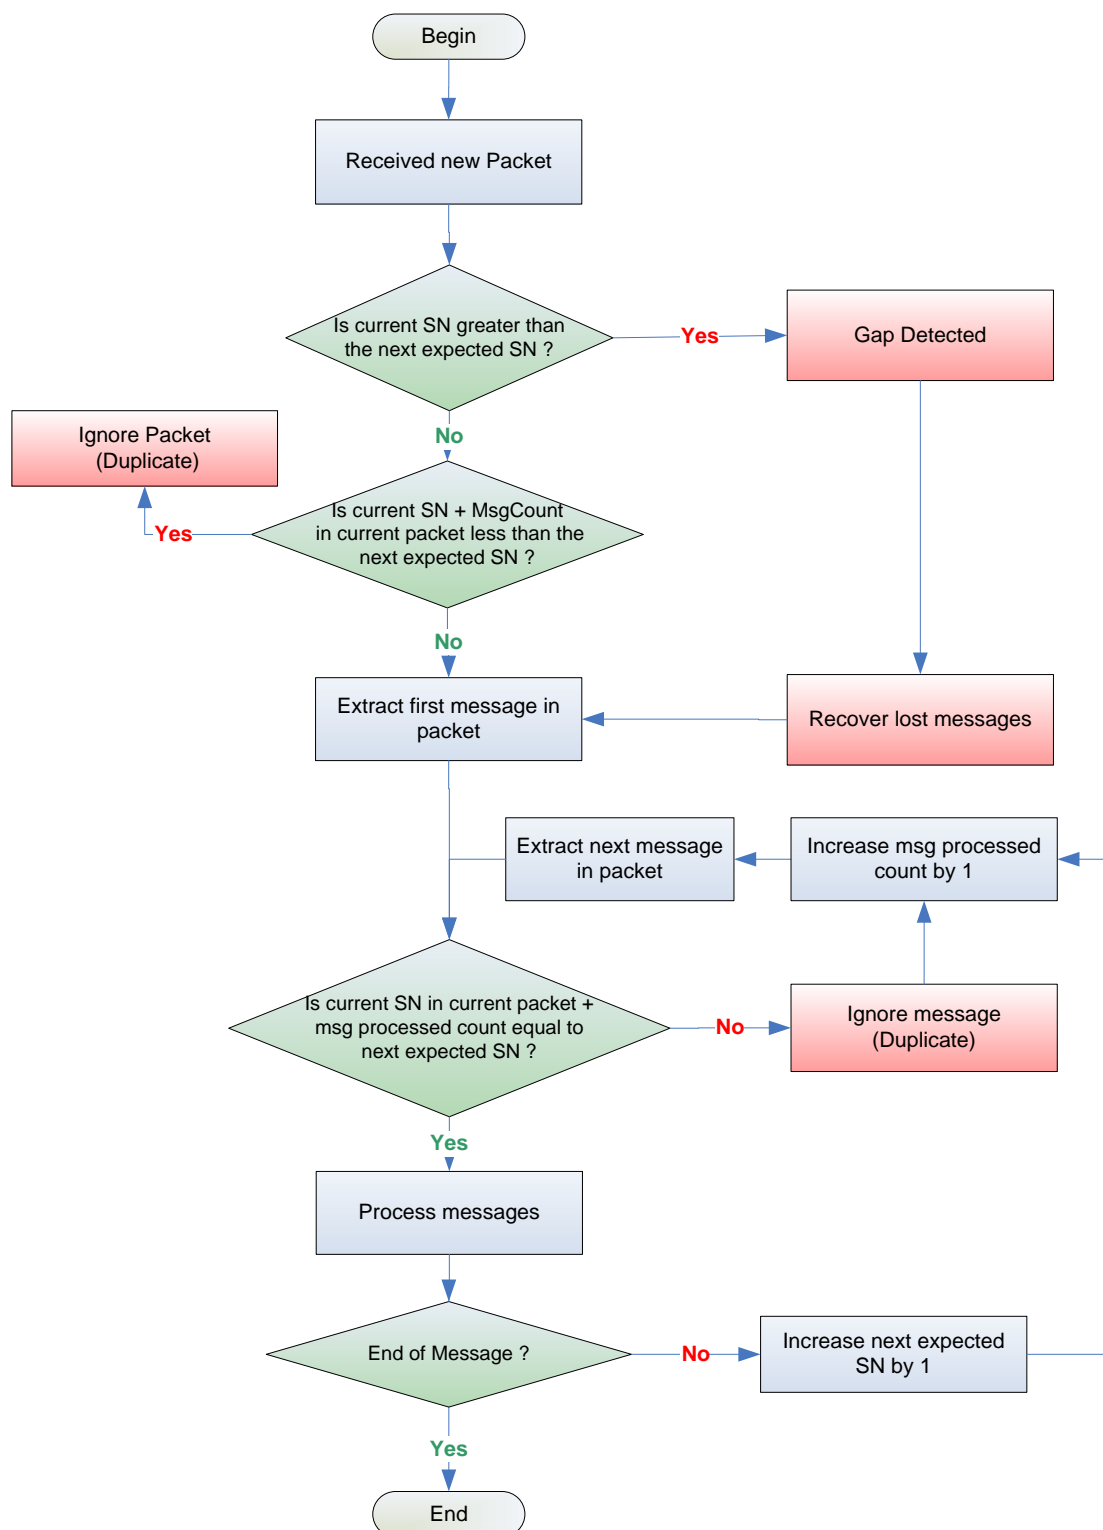 Begin
Received new Packet
Is current SN greater than
the next expected SN ?
Yes
Gap Detected
No
Ignore Packet
(Duplicate)
Is current SN + MsgCount
in current packet less than the
next expected SN ?
Yes
No
Extract first message in
packet
Recover lost messages
Extract next message
in packet
Increase msg processed
count by 1
Is current SN in current packet +
msg processed count equal to
next expected SN ?
No
Ignore message
(Duplicate)
Yes
Process messages
End of Message ?
No
Increase next expected
SN by 1
Yes
End